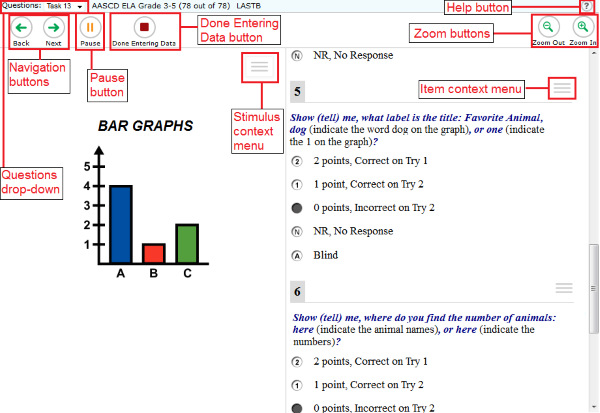 Questions: Task 13 AASCD ELA Grade 3-5 (78 out of 78) LASTB
Help button
?
Back
Next
Pause
Done Entering Data
Done Entering
Data button
Zoom buttons
Zoom Out
Zoom In
Navigation
buttons
Pause
button
Stimulus
context
menu
Item context menu
Questions
drop-down
BAR GRAPHS
5
4
3
2
1
A B C
N NR, No Response
5
Show (tell) me, what label is the title: Favorite Animal,
dog (indicate the word dog on the graph), or one (indicate
the 1 on the graph)?
2 2 points, Correct on Try 1
1 1 point, Correct on Try 2
0 points, Incorrect on Try 2
N NR, No Response
A Blind
6
Show (tell) me, where do you find the number of animals:
here (indicate the animal names), or here (indicate the
numbers)?
2 2 points, Correct on Try 1
1 1 point, Correct on Try 2
0 points, Incorrect on Try 2